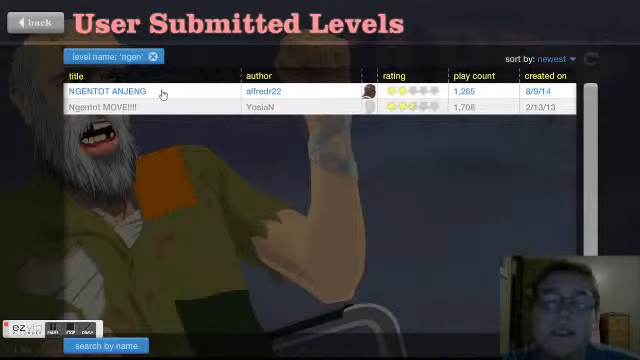 back
User Submitted Levels
level name: 'ngen'
sort by: newest
title author rating play count created on
NGENTOT ANJENG alfredr22 1,265 8/9/14
Ngentot MOVE!!!! YosiaN 1,708 2/13/13
ezvid
search by name